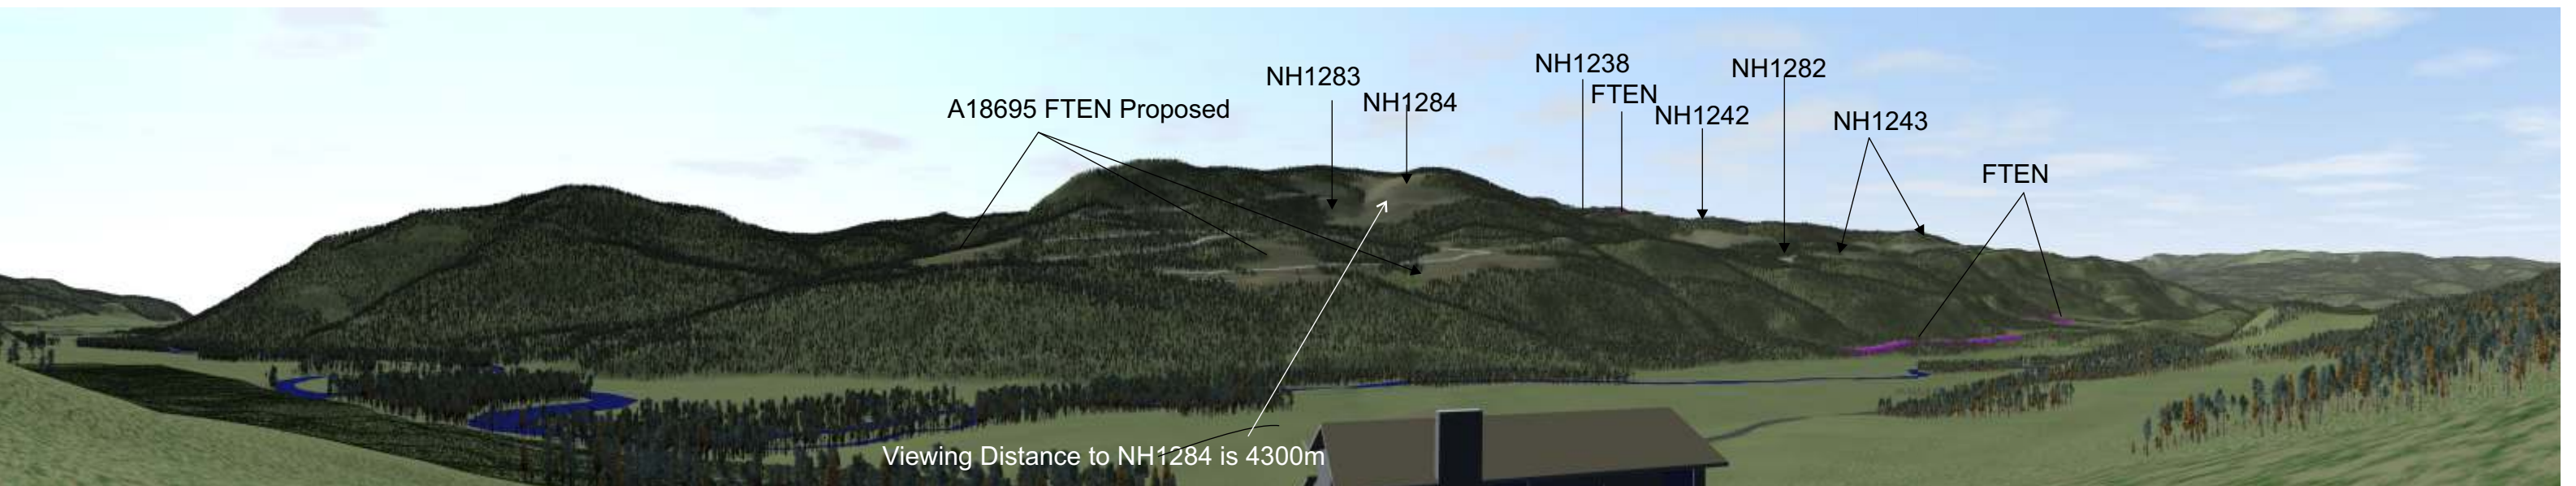 NH1238
NH1282
NH1283
FTEN
NH1284
A18695 FTEN Proposed
NH1242
NH1243
FTEN
Viewing Distance to NH1284 is 4300m